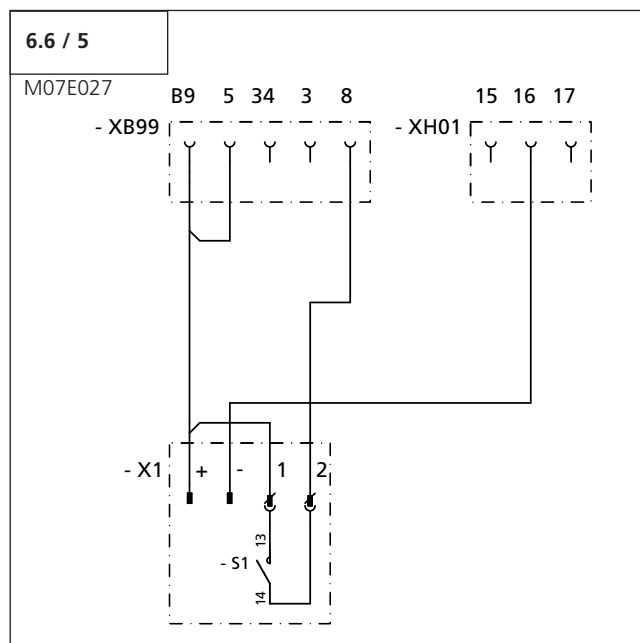 6.6 / 5
M07E027
B9 5 34 3 8 15 16 17
- XB99 - XH01
- X1 + - 1 2
13
- S1
14